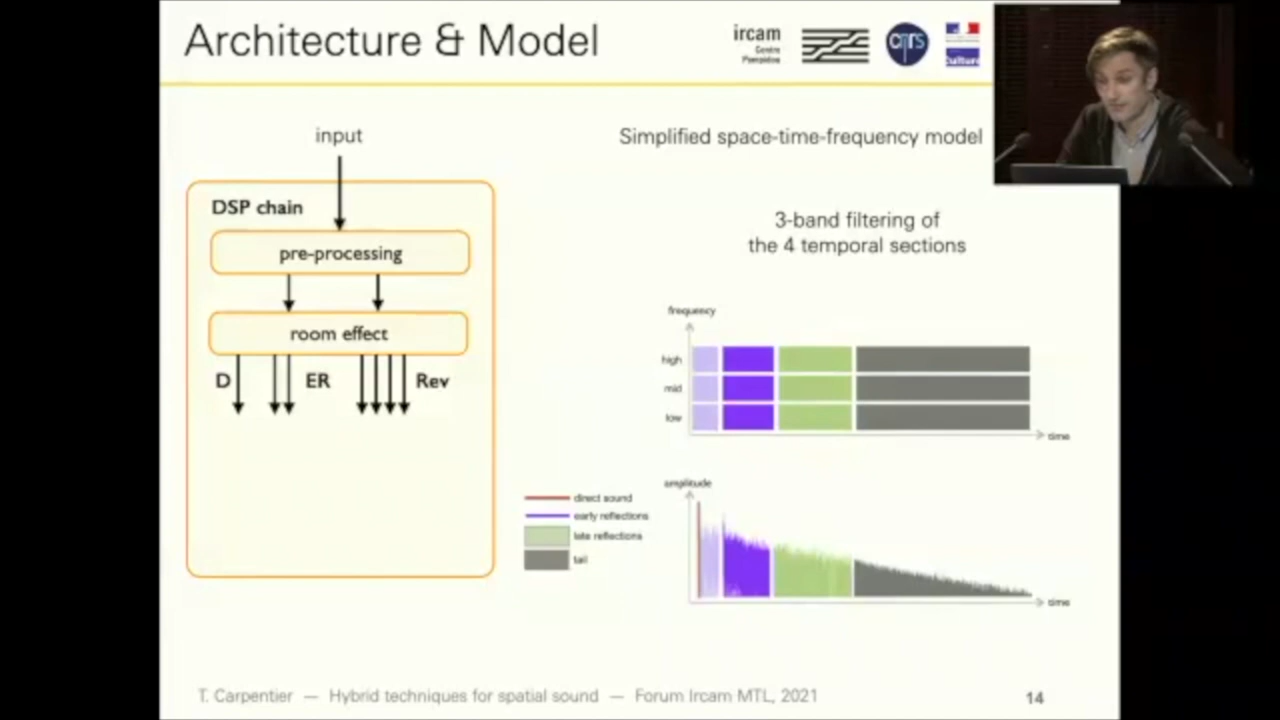 Architecture & Model
ircam
Centre
Pompidou
cnrs
Culture
input
Simplified space-time-frequency model
DSP chain
pre-processing
room effect
D
ER
Rev
3-band filtering of
the 4 temporal sections
frequency
high
mid
low
time
amplitude
direct sound
early reflections
late reflections
tail
time
T. Carpentier — Hybrid techniques for spatial sound — Forum Ircam MTL, 2021
14